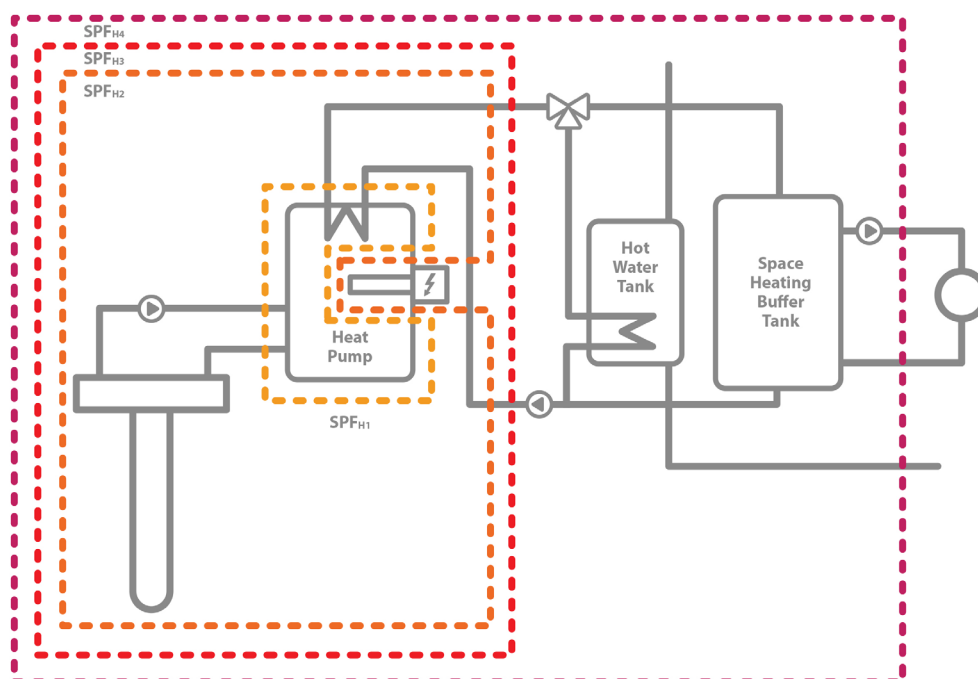 SPFH4
SPFH3
SPFH2
Hot
Water
Tank
Space
Heating
Buffer
Tank
Heat
Pump
SPFH1